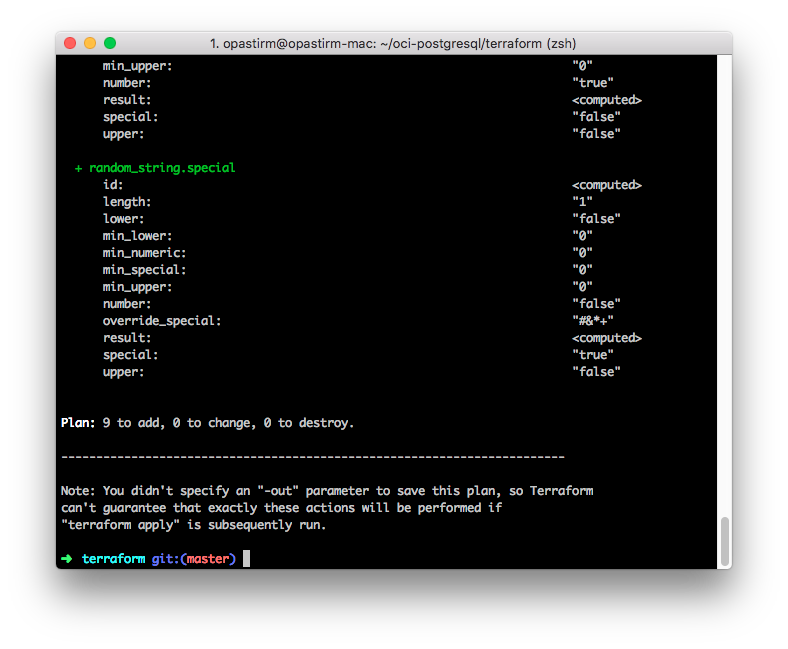 1. opastirm@opastirm-mac: ~/oci-postgresql/terraform (zsh)
min_upper: "0"
number: "true"
result: <computed>
special: "false"
upper: "false"
+ random_string.special
id: <computed>
length: "1"
lower: "false"
min_lower: "0"
min_numeric: "0"
min_special: "0"
min_upper: "0"
number: "false"
override_special: "#&*+"
result: <computed>
special: "true"
upper: "false"
Plan: 9 to add, 0 to change, 0 to destroy.
------------------------------------------------------------------------
Note: You didn't specify an "-out" parameter to save this plan, so Terraform
can't guarantee that exactly these actions will be performed if
"terraform apply" is subsequently run.
➜ terraform git:(master)